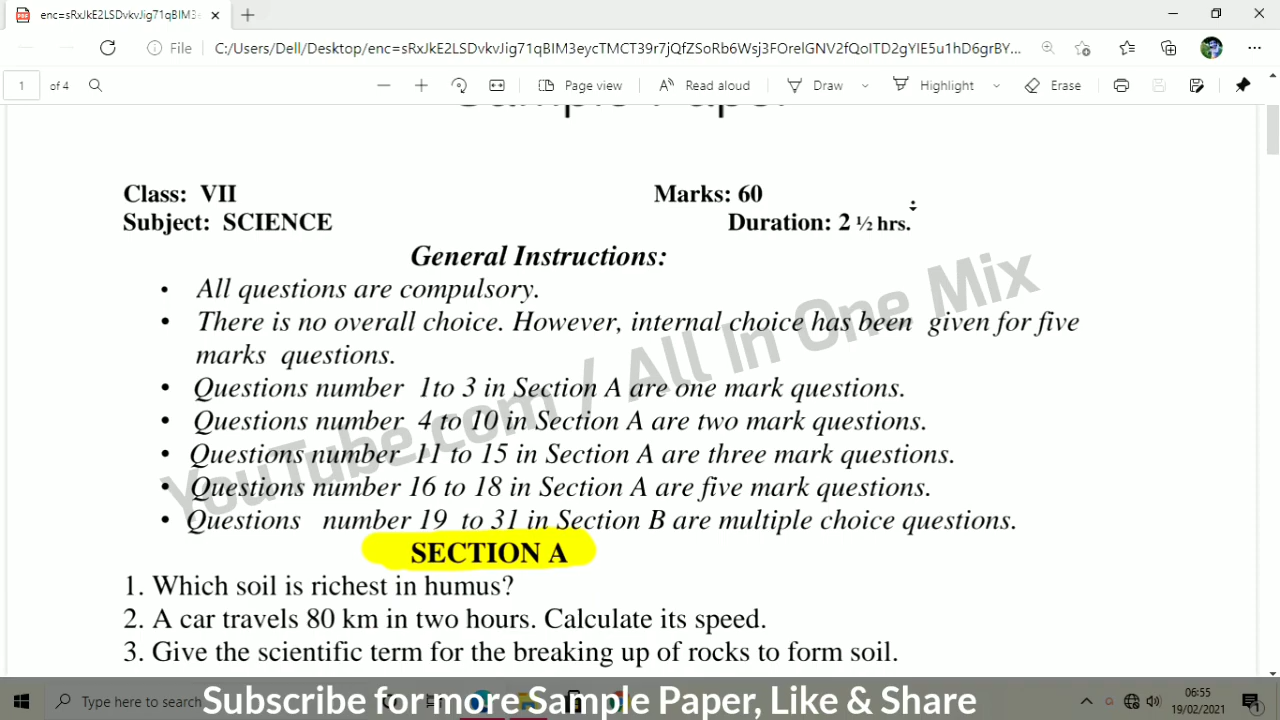 enc=sRxJkE2LSDvkvJig71qBIM3
1 of 4
File C:/Users/Dell/Desktop/enc=sRxJkE2LSDvkvJig71qBIM3eycTMCT39r7jQfZSoRb6Wsj3FOrelGNV2fQoITD2gYIE5u1hD6grBY...
Page view Read aloud Draw Highlight Erase
Sample Paper
Class: VII Marks: 60
Subject: SCIENCE Duration: 2 ½ hrs.
General Instructions:
• All questions are compulsory.
• There is no overall choice. However, internal choice has been given for five
marks questions.
• Questions number 1to 3 in Section A are one mark questions.
• Questions number 4 to 10 in Section A are two mark questions.
• Questions number 11 to 15 in Section A are three mark questions.
• Questions number 16 to 18 in Section A are five mark questions.
• Questions number 19 to 31 in Section B are multiple choice questions.
YouTube.com / All In One Mix
SECTION A
1. Which soil is richest in humus?
2. A car travels 80 km in two hours. Calculate its speed.
3. Give the scientific term for the breaking up of rocks to form soil.
Type here to search
Subscribe for more Sample Paper, Like & Share
06:55
19/02/2021